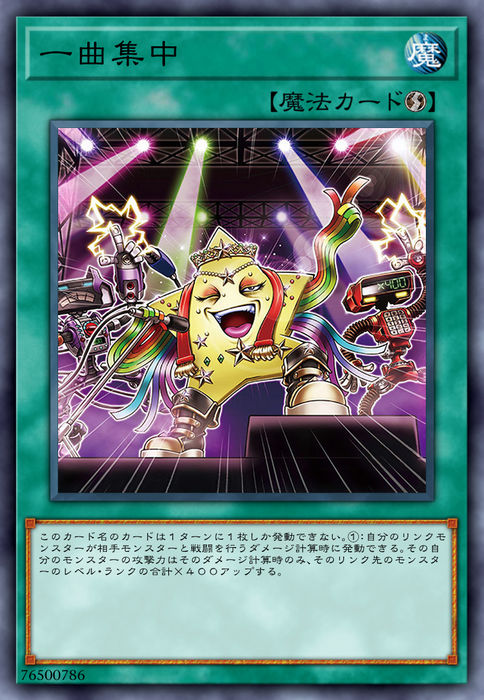 一曲集中
魔
【魔法カード】
×400
このカード名のカードは１ターンに１枚しか発動できない。①:自分のリンクモ
ンスターが相手モンスターと戦闘を行うダメージ計算時に発動できる。その自
分のモンスターの攻撃力はそのダメージ計算時のみ、そのリンク先のモンスタ
ーのレベル・ランクの合計×４００アップする。
76500786